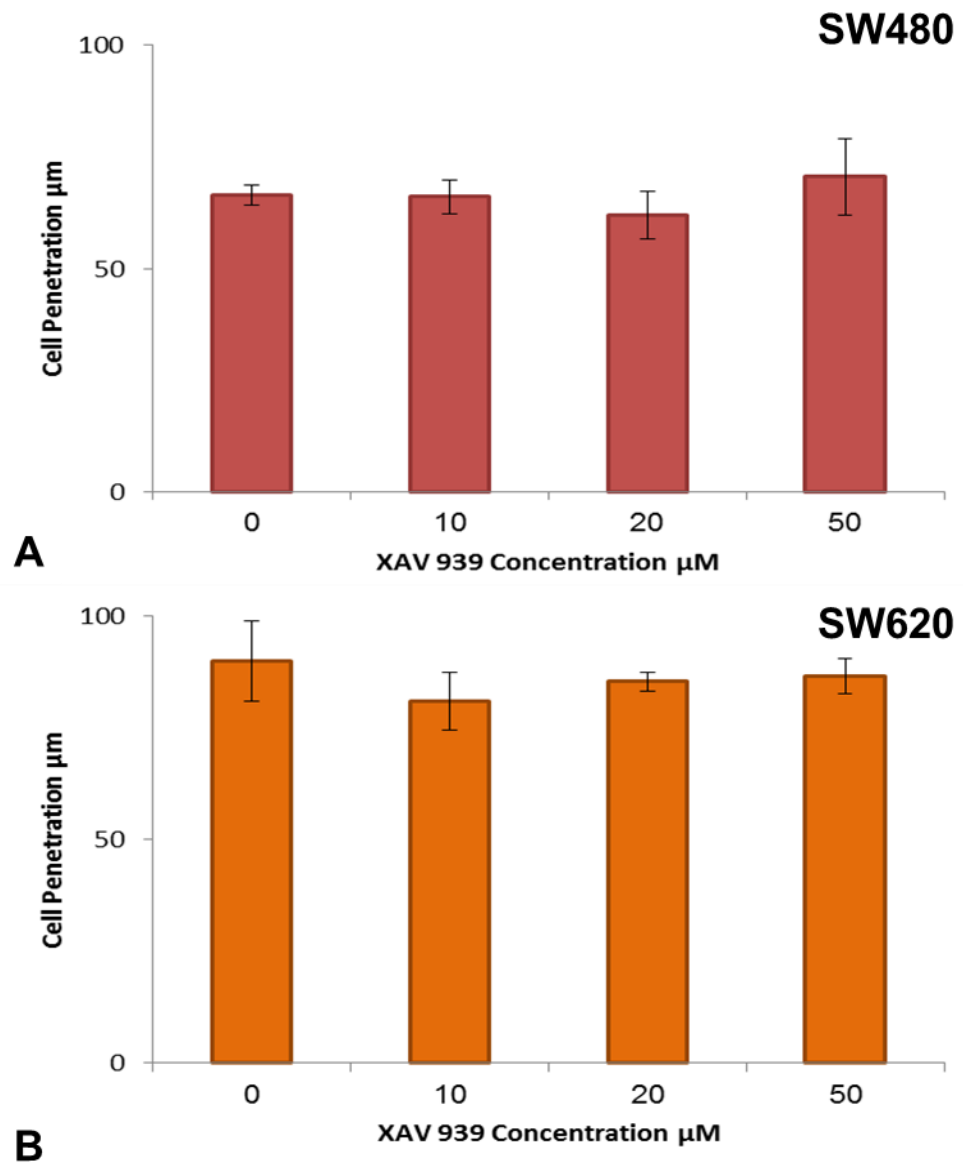 SW480
100
50
0
Cell Penetration µm
0 10 20 50
XAV 939 Concentration µM
A
SW620
100
50
0
Cell Penetration µm
0 10 20 50
XAV 939 Concentration µM
B